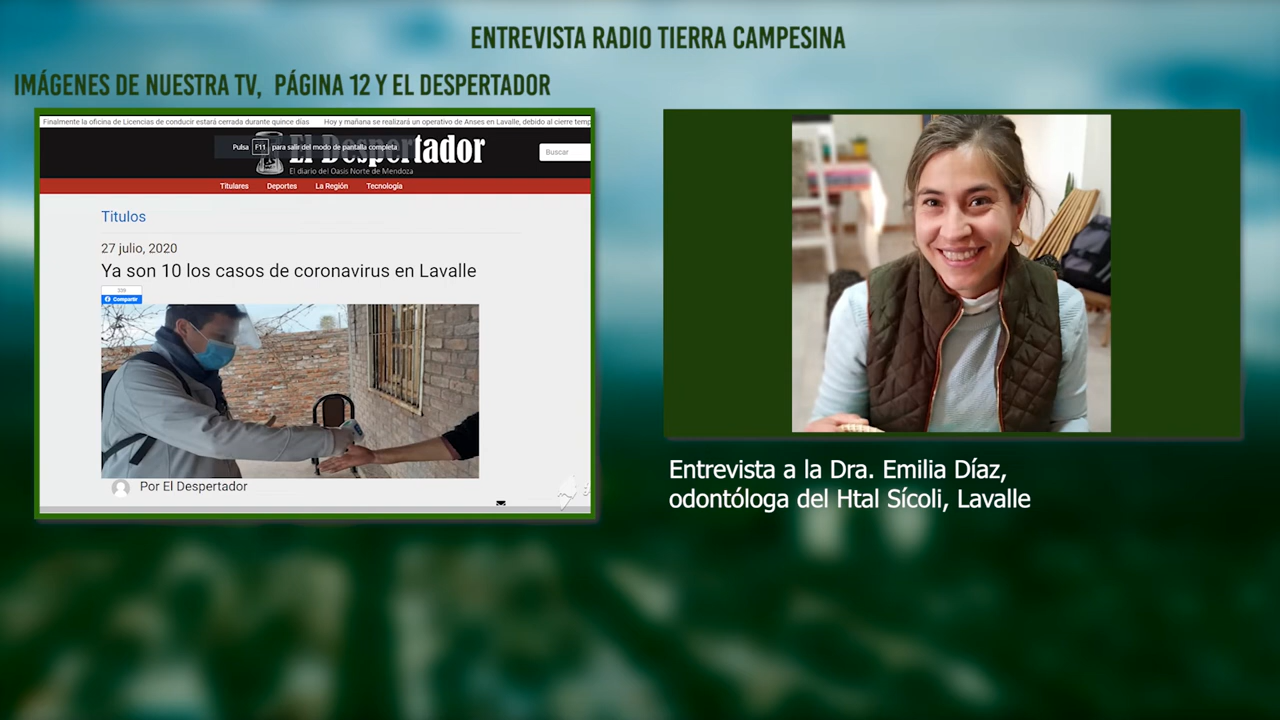 ENTREVISTA RADIO TIERRA CAMPESINA
IMÁGENES DE NUESTRA TV, PÁGINA 12 Y EL DESPERTADOR
Finalmente la oficina de Licencias de conducir estará cerrada durante quince días Hoy y mañana se realizará un operativo de Anses en Lavalle, debido al cierre temp
Pulsa F11 para salir del modo de pantalla completa
El Despertador
El diario del Oasis Norte de Mendoza
Buscar
Titulares Deportes La Región Tecnología
Titulos
27 julio, 2020
Ya son 10 los casos de coronavirus en Lavalle
Compartir
Por El Despertador
Entrevista a la Dra. Emilia Díaz,
odontóloga del Htal Sícoli, Lavalle